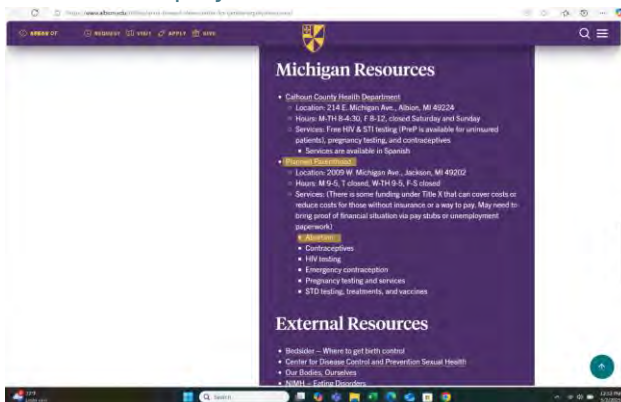 REQUEST VISIT APPLY GIVE
Michigan Resources
Calhoun County Health Department
Location: 214 E. Michigan Ave., Albion, MI 49224
Hours: M-TH 8-4:30, F 8-12, closed Saturday and Sunday
Services: Free HIV & STI testing (PreP is available for uninsured
patients), pregnancy testing, and contraceptives
Services are available in Spanish
Planned Parenthood
Location: 2009 W. Michigan Ave., Jackson, MI 49202
Hours: M 9-5, T closed, W-TH 9-5, F-S closed
Services: (There is some funding under Title X that can cover costs or
reduce costs for those without insurance or a way to pay. May need to
bring proof of financial situation via pay stubs or unemployment
paperwork)
Abortion
Contraceptives
HIV testing
Emergency contraception
Pregnancy testing and services
STD testing, treatments, and vaccines
External Resources
Bedsider – Where to get birth control
Center for Disease Control and Prevention Sexual Health
Our Bodies, Ourselves
NIMH – Eating Disorders
Search